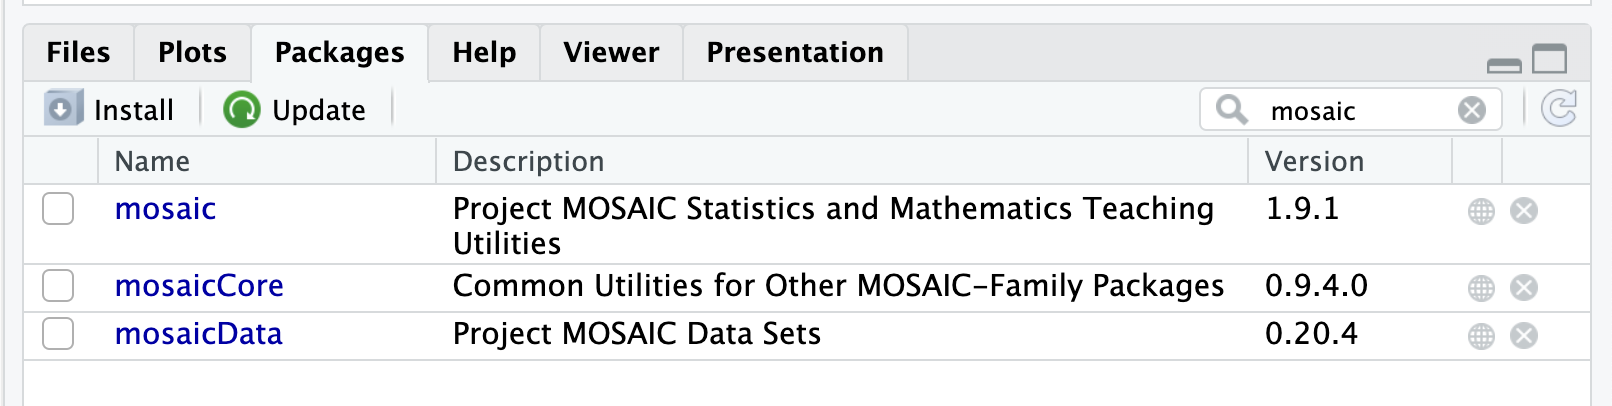 Files Plots Packages Help Viewer Presentation
Install Update mosaic
Name Description Version
mosaic Project MOSAIC Statistics and Mathematics Teaching 1.9.1
Utilities
mosaicCore Common Utilities for Other MOSAIC-Family Packages 0.9.4.0
mosaicData Project MOSAIC Data Sets 0.20.4